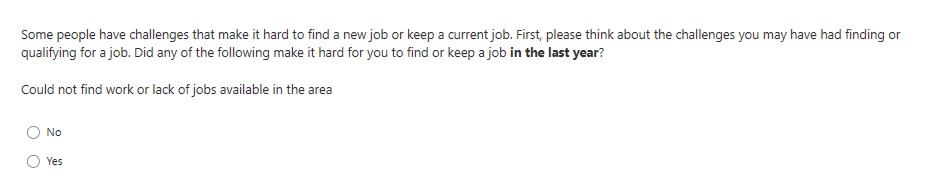 Some people have challenges that make it hard to find a new job or keep a current job. First, please think about the challenges you may have had finding or
qualifying for a job. Did any of the following make it hard for you to find or keep a job in the last year?
Could not find work or lack of jobs available in the area
No
Yes